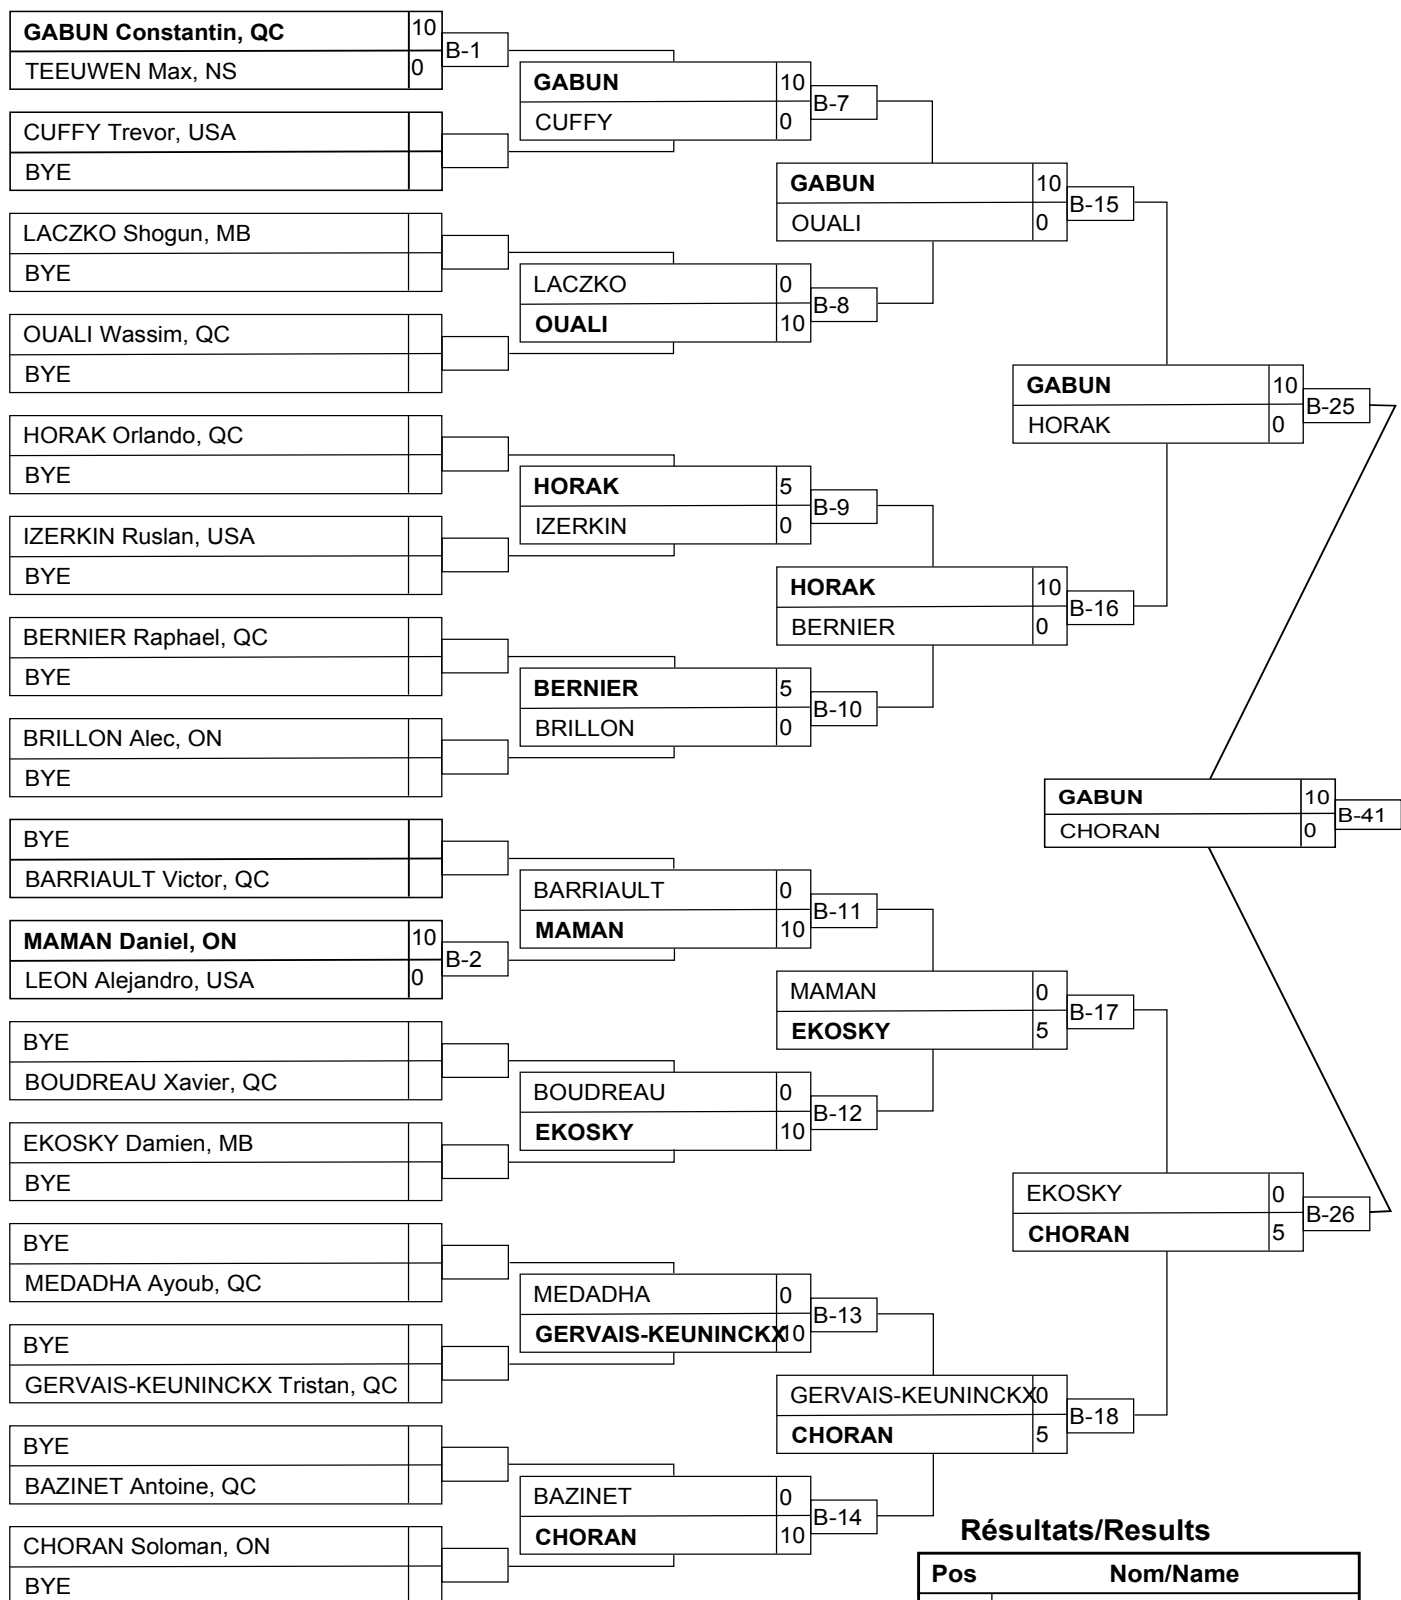 GABUN Constantin, QC 10
TEEUWEN Max, NS 0
B-1
CUFFY Trevor, USA
BYE
LACZKO Shogun, MB
BYE
OUALI Wassim, QC
BYE
HORAK Orlando, QC
BYE
IZERKIN Ruslan, USA
BYE
BERNIER Raphael, QC
BYE
BRILLON Alec, ON
BYE
BYE
BARRIAULT Victor, QC
MAMAN Daniel, ON 10
LEON Alejandro, USA 0
B-2
BYE
BOUDREAU Xavier, QC
EKOSKY Damien, MB
BYE
BYE
MEDADHA Ayoub, QC
BYE
GERVAIS-KEUNINCKX Tristan, QC
BYE
BAZINET Antoine, QC
CHORAN Soloman, ON
BYE
GABUN 10
CUFFY 0
B-7
LACZKO 0
OUALI 10
B-8
HORAK 5
IZERKIN 0
B-9
BERNIER 5
BRILLON 0
B-10
BARRIAULT 0
MAMAN 10
B-11
BOUDREAU 0
EKOSKY 10
B-12
MEDADHA 0
GERVAIS-KEUNINCKX 10
B-13
BAZINET 0
CHORAN 10
B-14
GABUN 10
OUALI 0
B-15
HORAK 10
BERNIER 0
B-16
MAMAN 0
EKOSKY 5
B-17
GERVAIS-KEUNINCKX 0
CHORAN 5
B-18
GABUN 10
HORAK 0
B-25
EKOSKY 0
CHORAN 5
B-26
GABUN 10
CHORAN 0
B-41
Résultats/Results
Pos Nom/Name